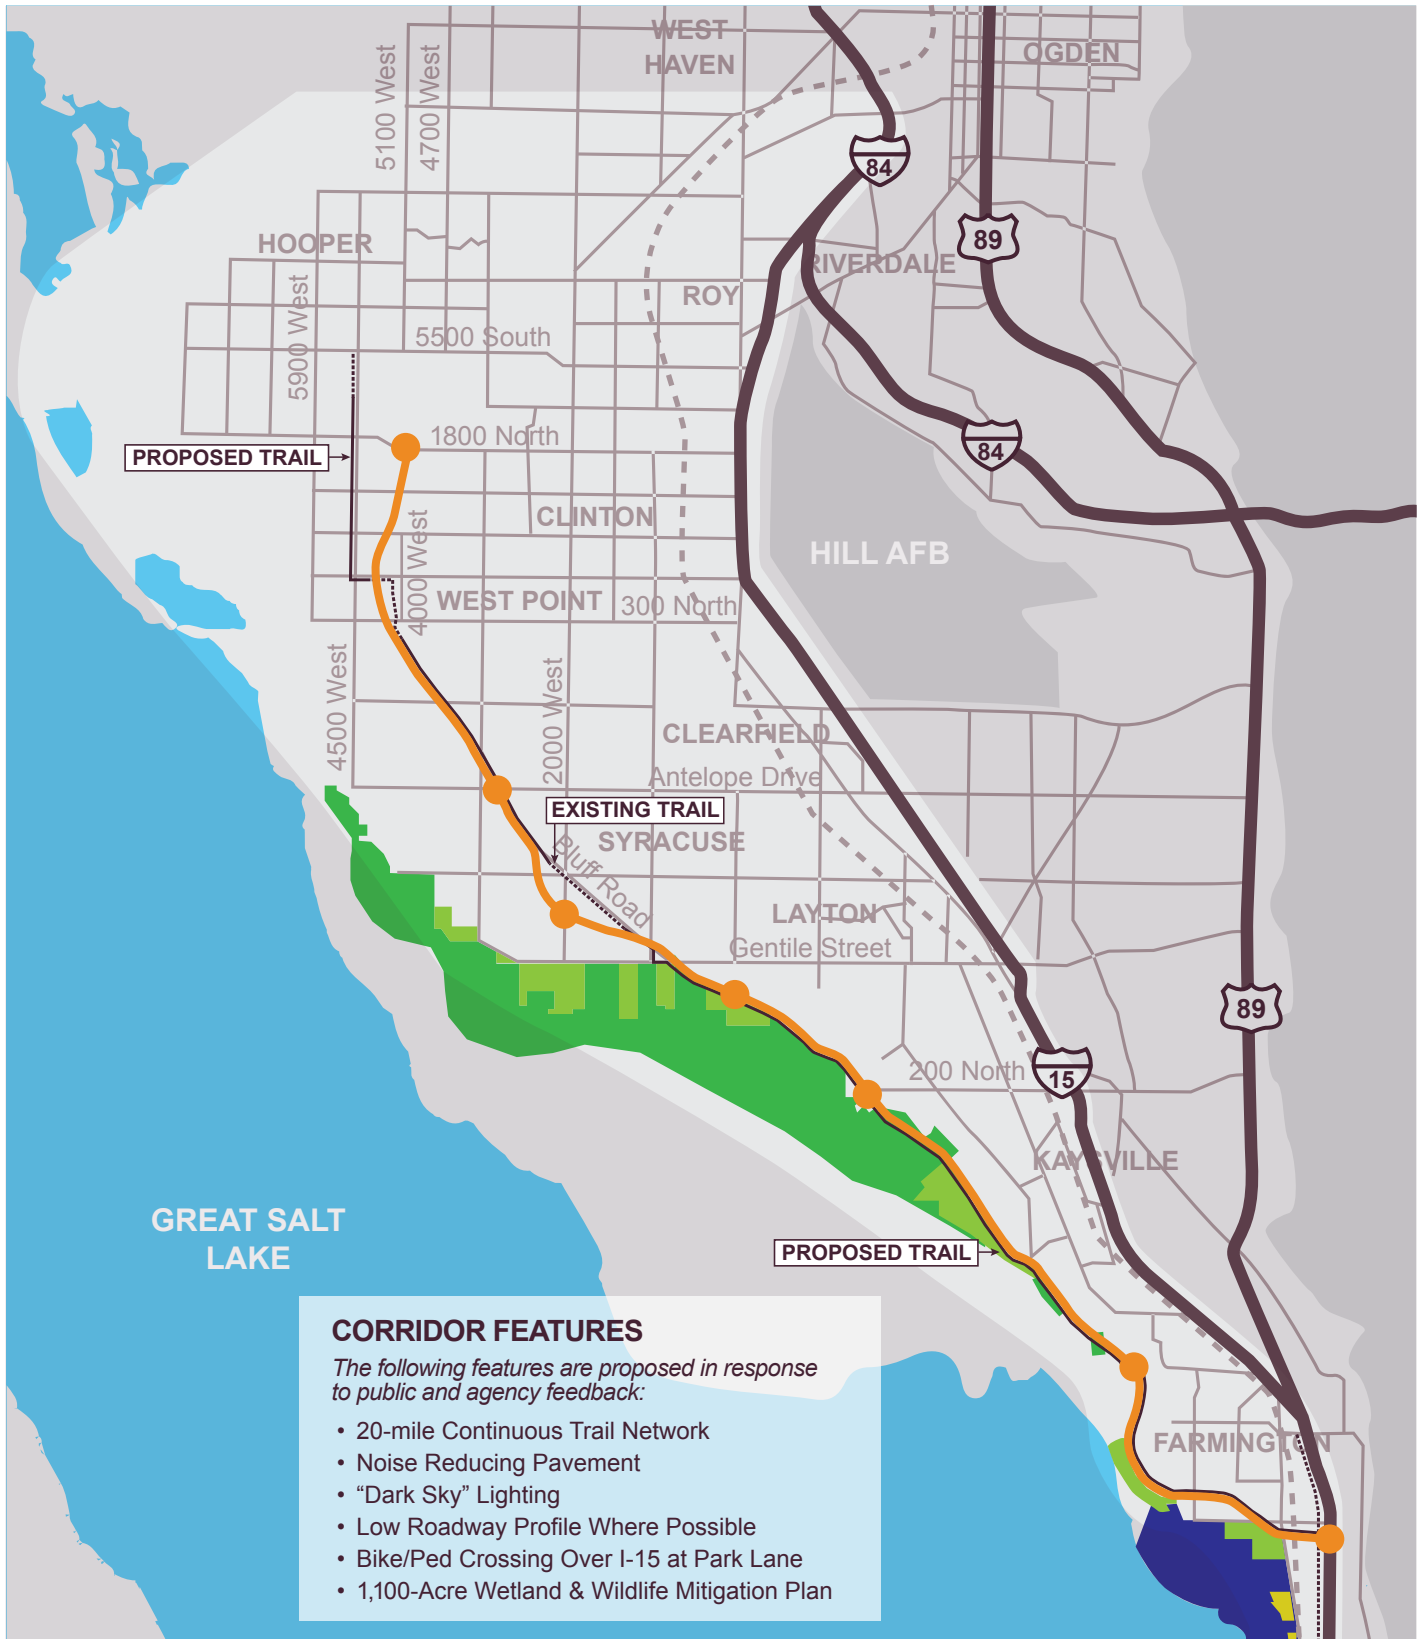 WEST
HAVEN
OGDEN
5100 West
4700 West
84
89
HOOPER
RIVERDALE
ROY
5900 West
5500 South
1800 North
PROPOSED TRAIL
84
CLINTON
HILL AFB
4000 West
WEST POINT
300 North
4500 West
2000 West
CLEARFIELD
Antelope Drive
EXISTING TRAIL
SYRACUSE
Bluff Road
LAYTON
Gentile Street
89
200 North
15
KAYSVILLE
GREAT SALT
LAKE
PROPOSED TRAIL
CORRIDOR FEATURES
The following features are proposed in response
to public and agency feedback:
• 20-mile Continuous Trail Network
• Noise Reducing Pavement
• “Dark Sky” Lighting
• Low Roadway Profile Where Possible
• Bike/Ped Crossing Over I-15 at Park Lane
• 1,100-Acre Wetland & Wildlife Mitigation Plan
FARMINGTON